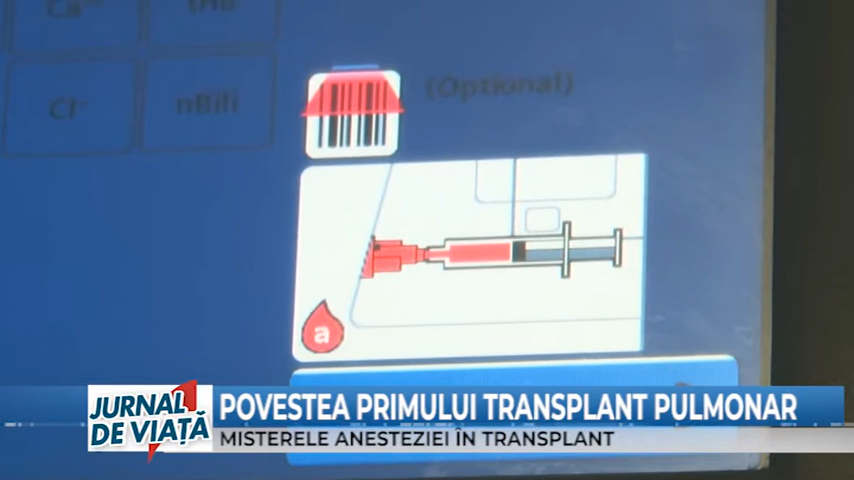 Cl⁻
nBili
(Optional)
a
JURNAL
DE VIAȚĂ
POVESTEA PRIMULUI TRANSPLANT PULMONAR
MISTERELE ANESTEZIEI ÎN TRANSPLANT